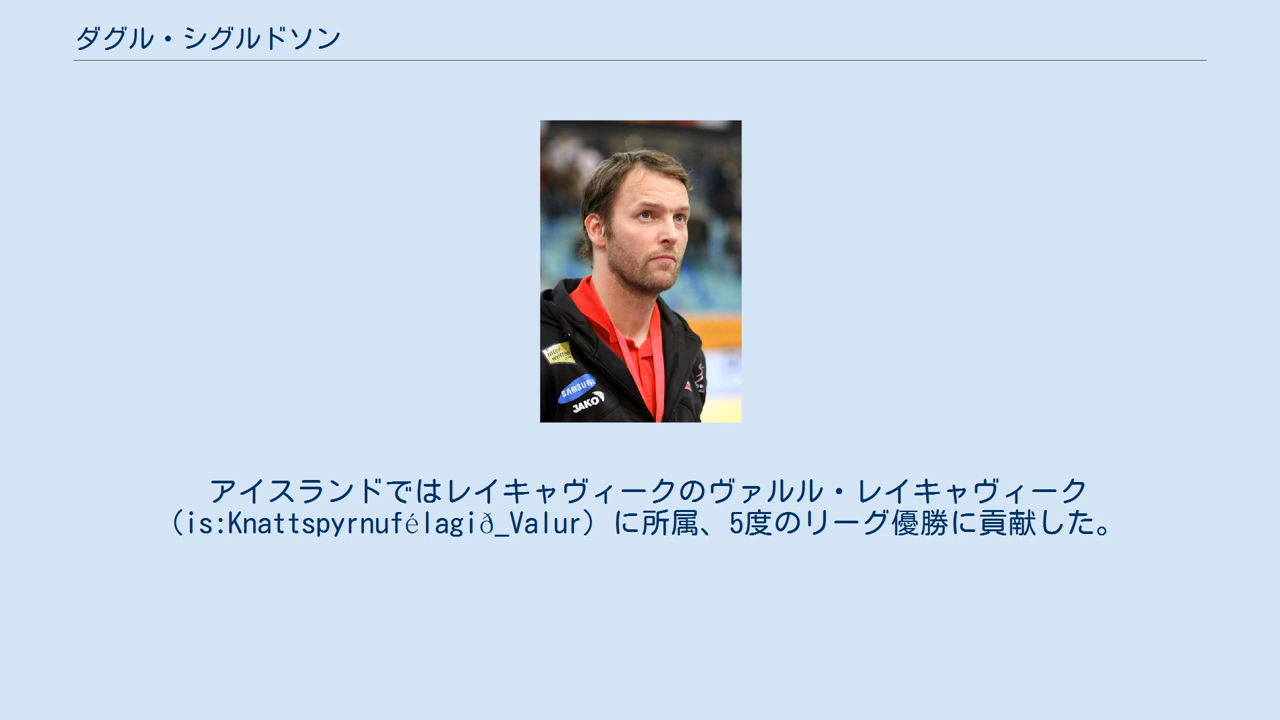 ダグル・シグルドソン
SAMSUNG
JAKO
アイスランドではレイキャヴィークのヴァルル・レイキャヴィーク
（is:Knattspyrnufélagið_Valur）に所属、5度のリーグ優勝に貢献した。